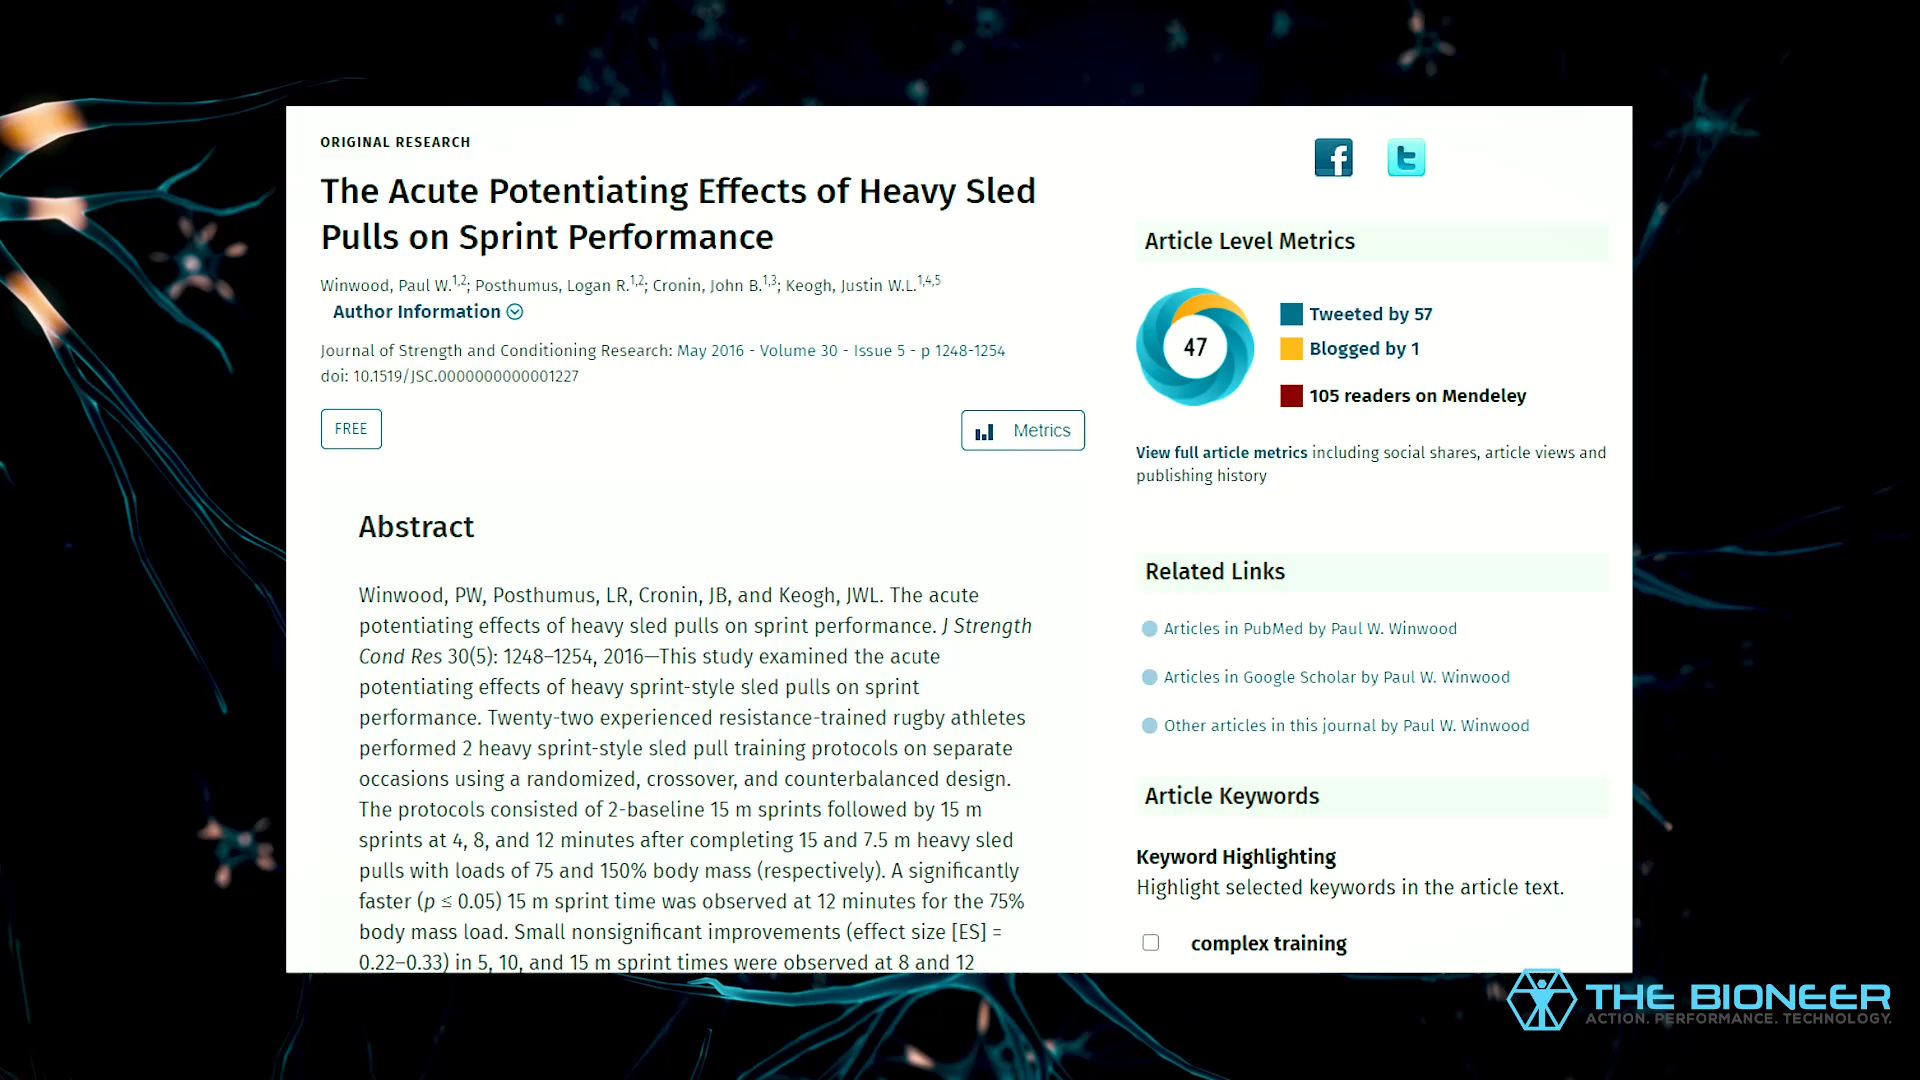 ORIGINAL RESEARCH
The Acute Potentiating Effects of Heavy Sled
Pulls on Sprint Performance
Winwood, Paul W.1,2; Posthumus, Logan R.1,2; Cronin, John B.1,3; Keogh, Justin W.L.1,4,5
Author Information
Journal of Strength and Conditioning Research: May 2016 - Volume 30 - Issue 5 - p 1248-1254
doi: 10.1519/JSC.0000000000001227
FREE
Metrics
Abstract
Winwood, PW, Posthumus, LR, Cronin, JB, and Keogh, JWL. The acute
potentiating effects of heavy sled pulls on sprint performance. J Strength
Cond Res 30(5): 1248–1254, 2016—This study examined the acute
potentiating effects of heavy sprint-style sled pulls on sprint
performance. Twenty-two experienced resistance-trained rugby athletes
performed 2 heavy sprint-style sled pull training protocols on separate
occasions using a randomized, crossover, and counterbalanced design.
The protocols consisted of 2-baseline 15 m sprints followed by 15 m
sprints at 4, 8, and 12 minutes after completing 15 and 7.5 m heavy sled
pulls with loads of 75 and 150% body mass (respectively). A significantly
faster (p ≤ 0.05) 15 m sprint time was observed at 12 minutes for the 75%
body mass load. Small nonsignificant improvements (effect size [ES] =
0.22–0.33) in 5, 10, and 15 m sprint times were observed at 8 and 12
Article Level Metrics
47
Tweeted by 57
Blogged by 1
105 readers on Mendeley
View full article metrics including social shares, article views and
publishing history
Related Links
Articles in PubMed by Paul W. Winwood
Articles in Google Scholar by Paul W. Winwood
Other articles in this journal by Paul W. Winwood
Article Keywords
Keyword Highlighting
Highlight selected keywords in the article text.
complex training
THE BIONEER
ACTION. PERFORMANCE. TECHNOLOGY.